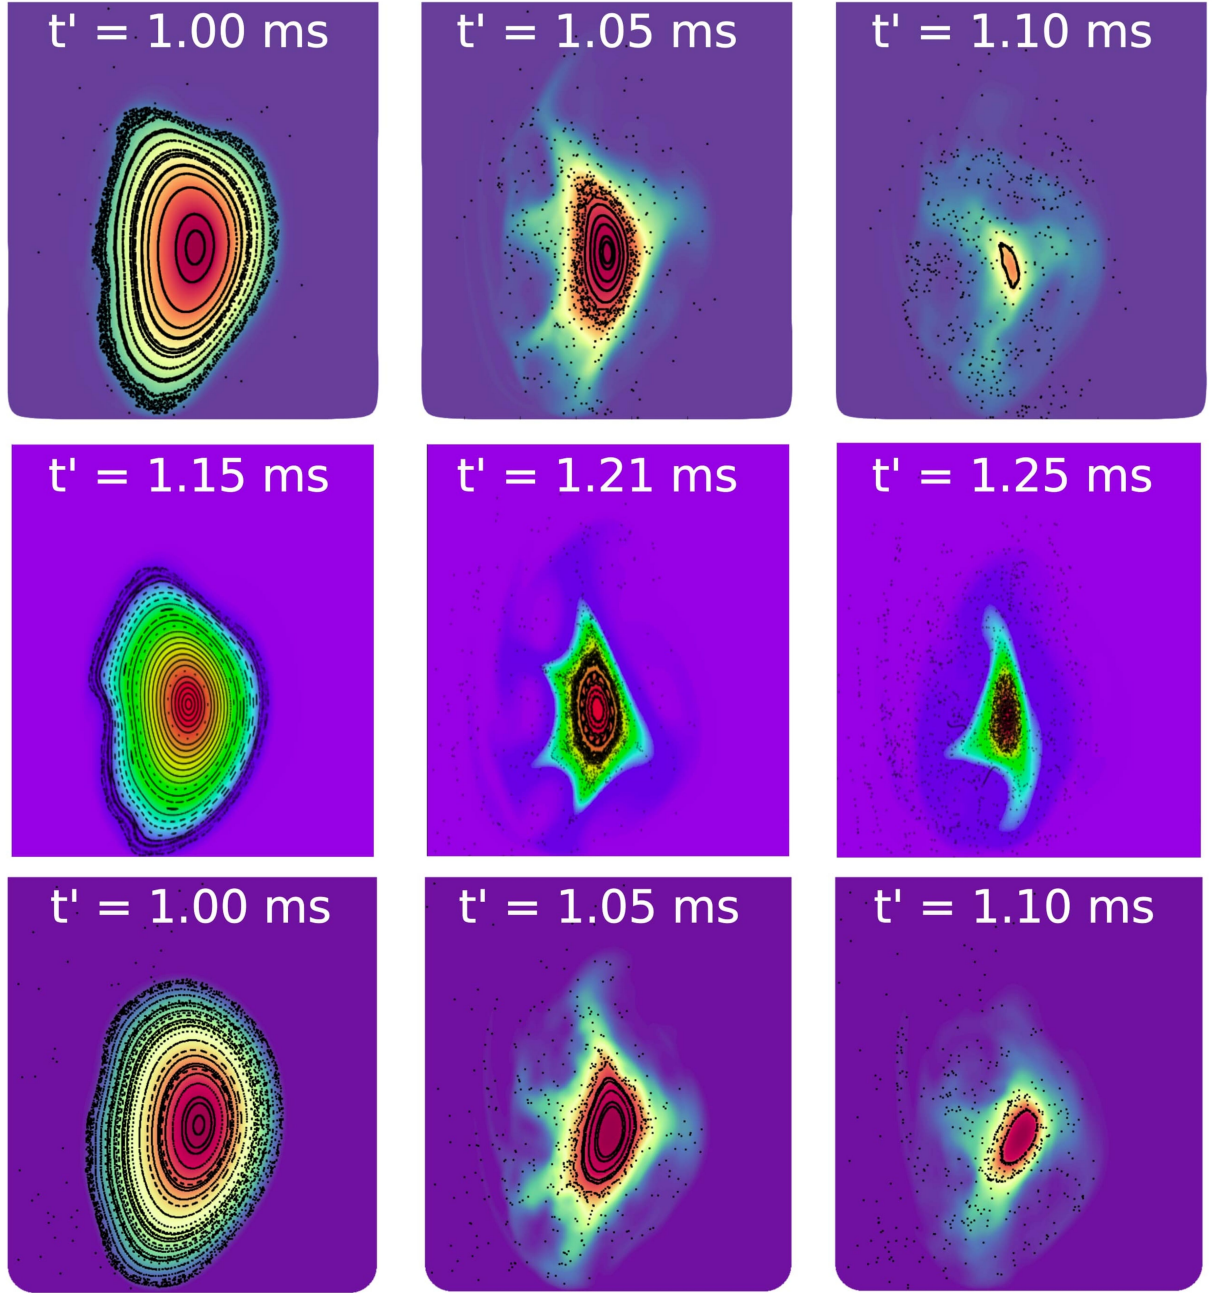 t' = 1.00 ms
t' = 1.05 ms
t' = 1.10 ms
t' = 1.15 ms
t' = 1.21 ms
t' = 1.25 ms
t' = 1.00 ms
t' = 1.05 ms
t' = 1.10 ms